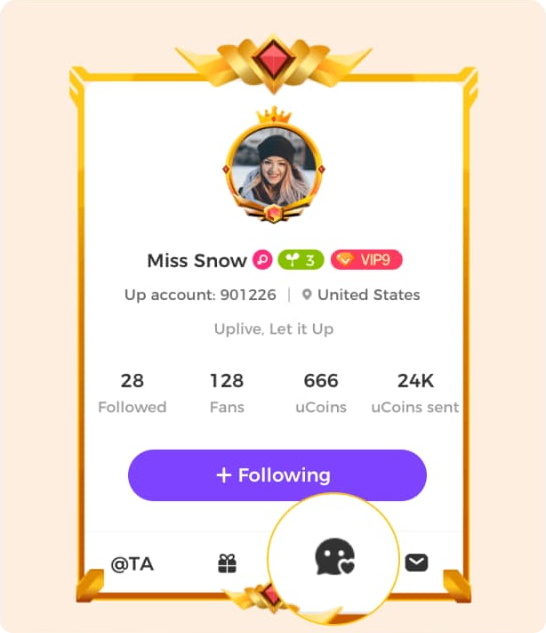 Miss Snow 3 VIP9
Up account: 901226 | United States
Uplive, Let it Up
28 128 666 24K
Followed Fans uCoins uCoins sent
+ Following
@TA